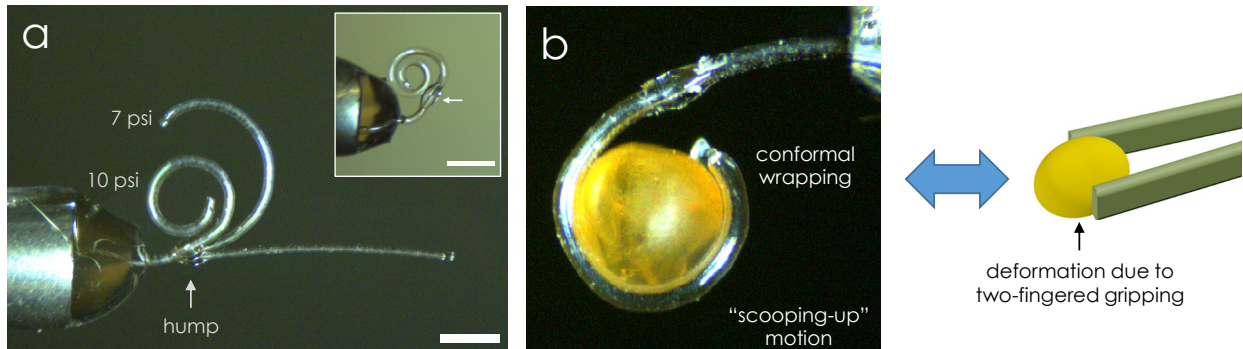 a
7 psi
10 psi
hump
b
conformal
wrapping
“scooping-up”
motion
deformation due to
two-fingered gripping